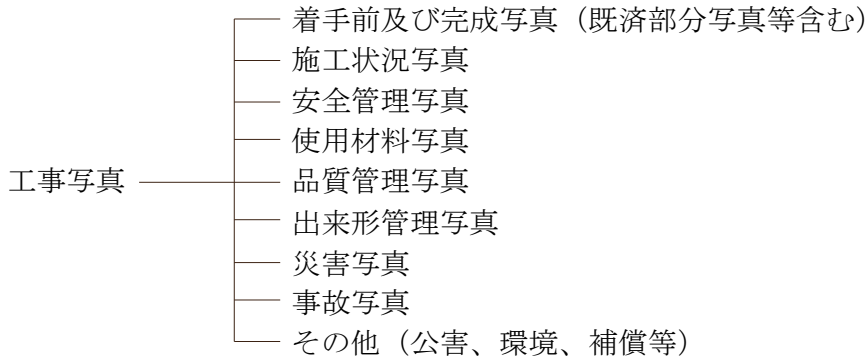 着手前及び完成写真（既済部分写真等含む）
施工状況写真
安全管理写真
使用材料写真
工事写真
品質管理写真
出来形管理写真
災害写真
事故写真
その他（公害、環境、補償等）